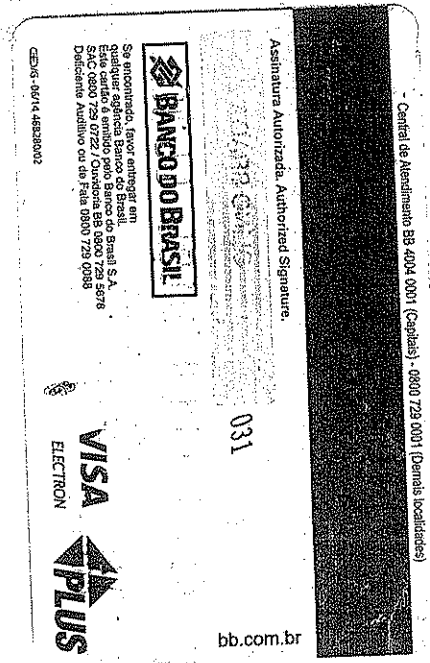 - Central de Atendimento BB 4004 0001 (Capitais) - 0800 729 0001 (Demais localidades)
Assinatura Autorizada. Authorized Signature.
031
bb.com.br
BANCO DO BRASIL
Se encontrado, favor entregar em
qualquer agência Banco do Brasil.
Este cartão é emitido pelo Banco do Brasil S.A.
SAC 0800 729 0722 / Ouvidoria BB 0800 729 5678
Deficiente Auditivo ou de Fala 0800 729 0088
VISA
ELECTRON
PLUS